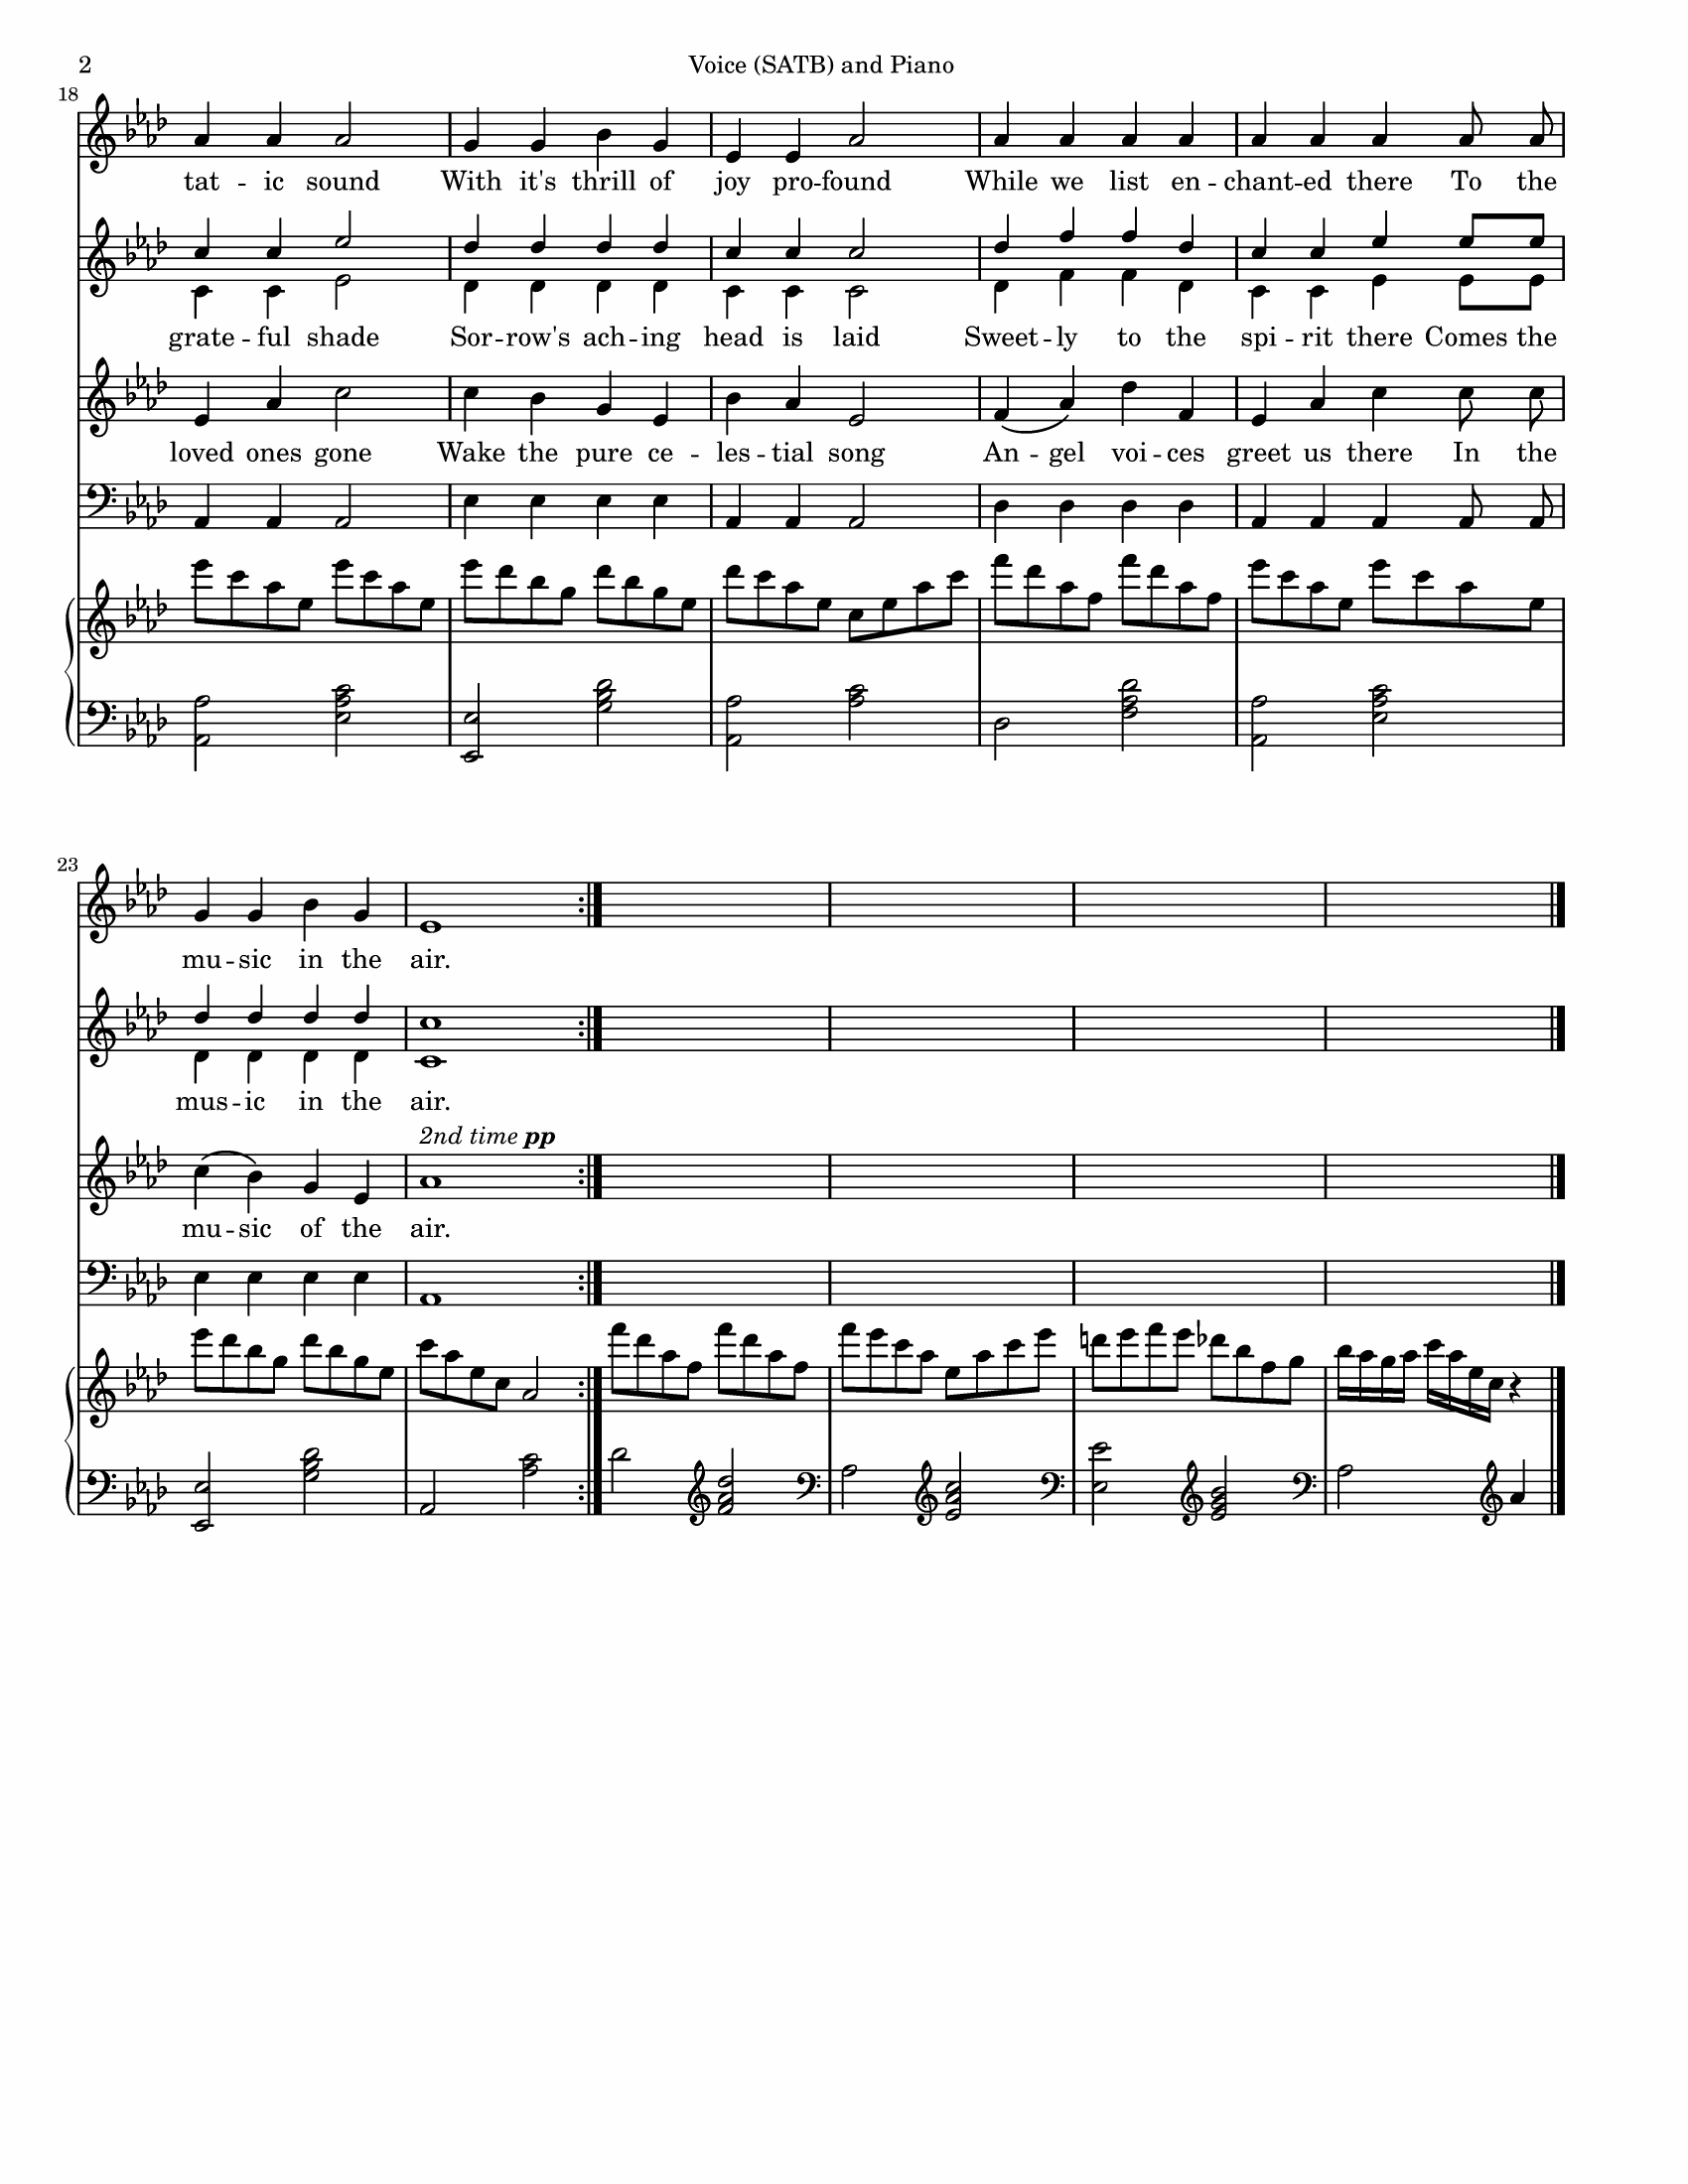 2
Voice (SATB) and Piano
18
tat -- ic sound With it's thrill of joy pro -- found While we list en -- chant -- ed there To the
grate -- ful shade Sor -- row's ach -- ing head is laid Sweet -- ly to the spi -- rit there Comes the
loved ones gone Wake the pure ce -- les -- tial song An -- gel voi -- ces greet us there In the
23
mu -- sic in the air.
mus -- ic in the air.
2nd time pp
mu -- sic of the air.